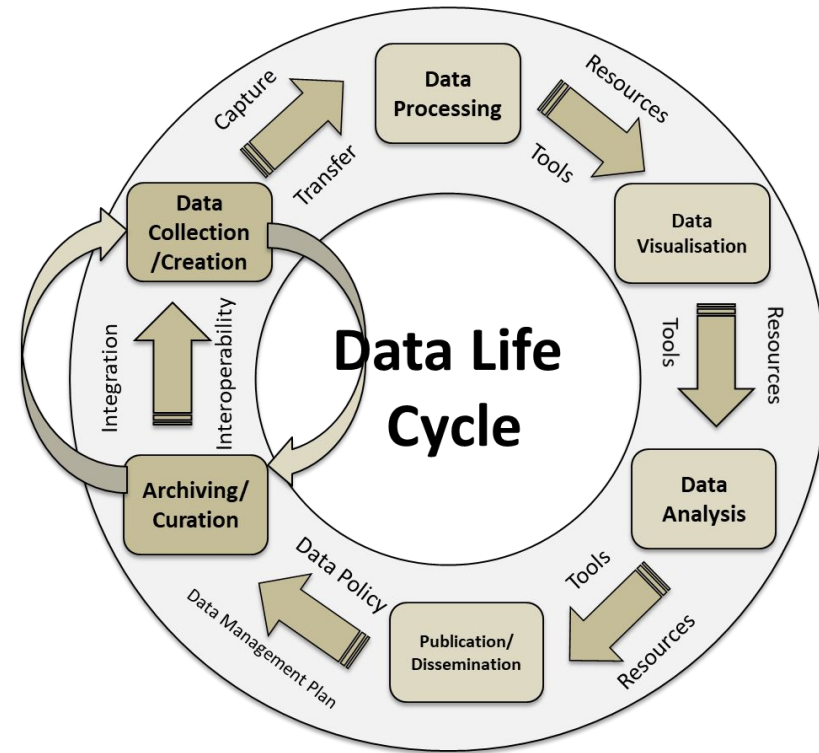 Data
Processing
Resources
Tools
Data
Visualisation
Resources
Tools
Data
Analysis
Tools
Resources
Publication/
Dissemination
Data Policy
Data Management Plan
Archiving/
Curation
Integration
Interoperability
Data
Collection
/Creation
Capture
Transfer
Data Life
Cycle